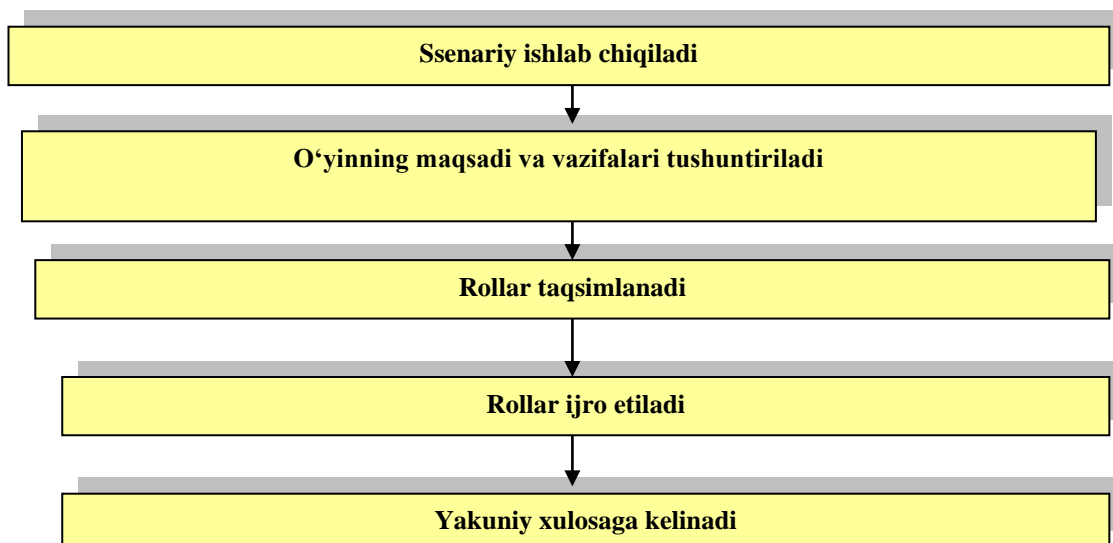 Ssenariy ishlab chiqiladi
O‘yinning maqsadi va vazifalari tushuntiriladi
Rollar taqsimlanadi
Rollar ijro etiladi
Yakuniy xulosaga kelinadi